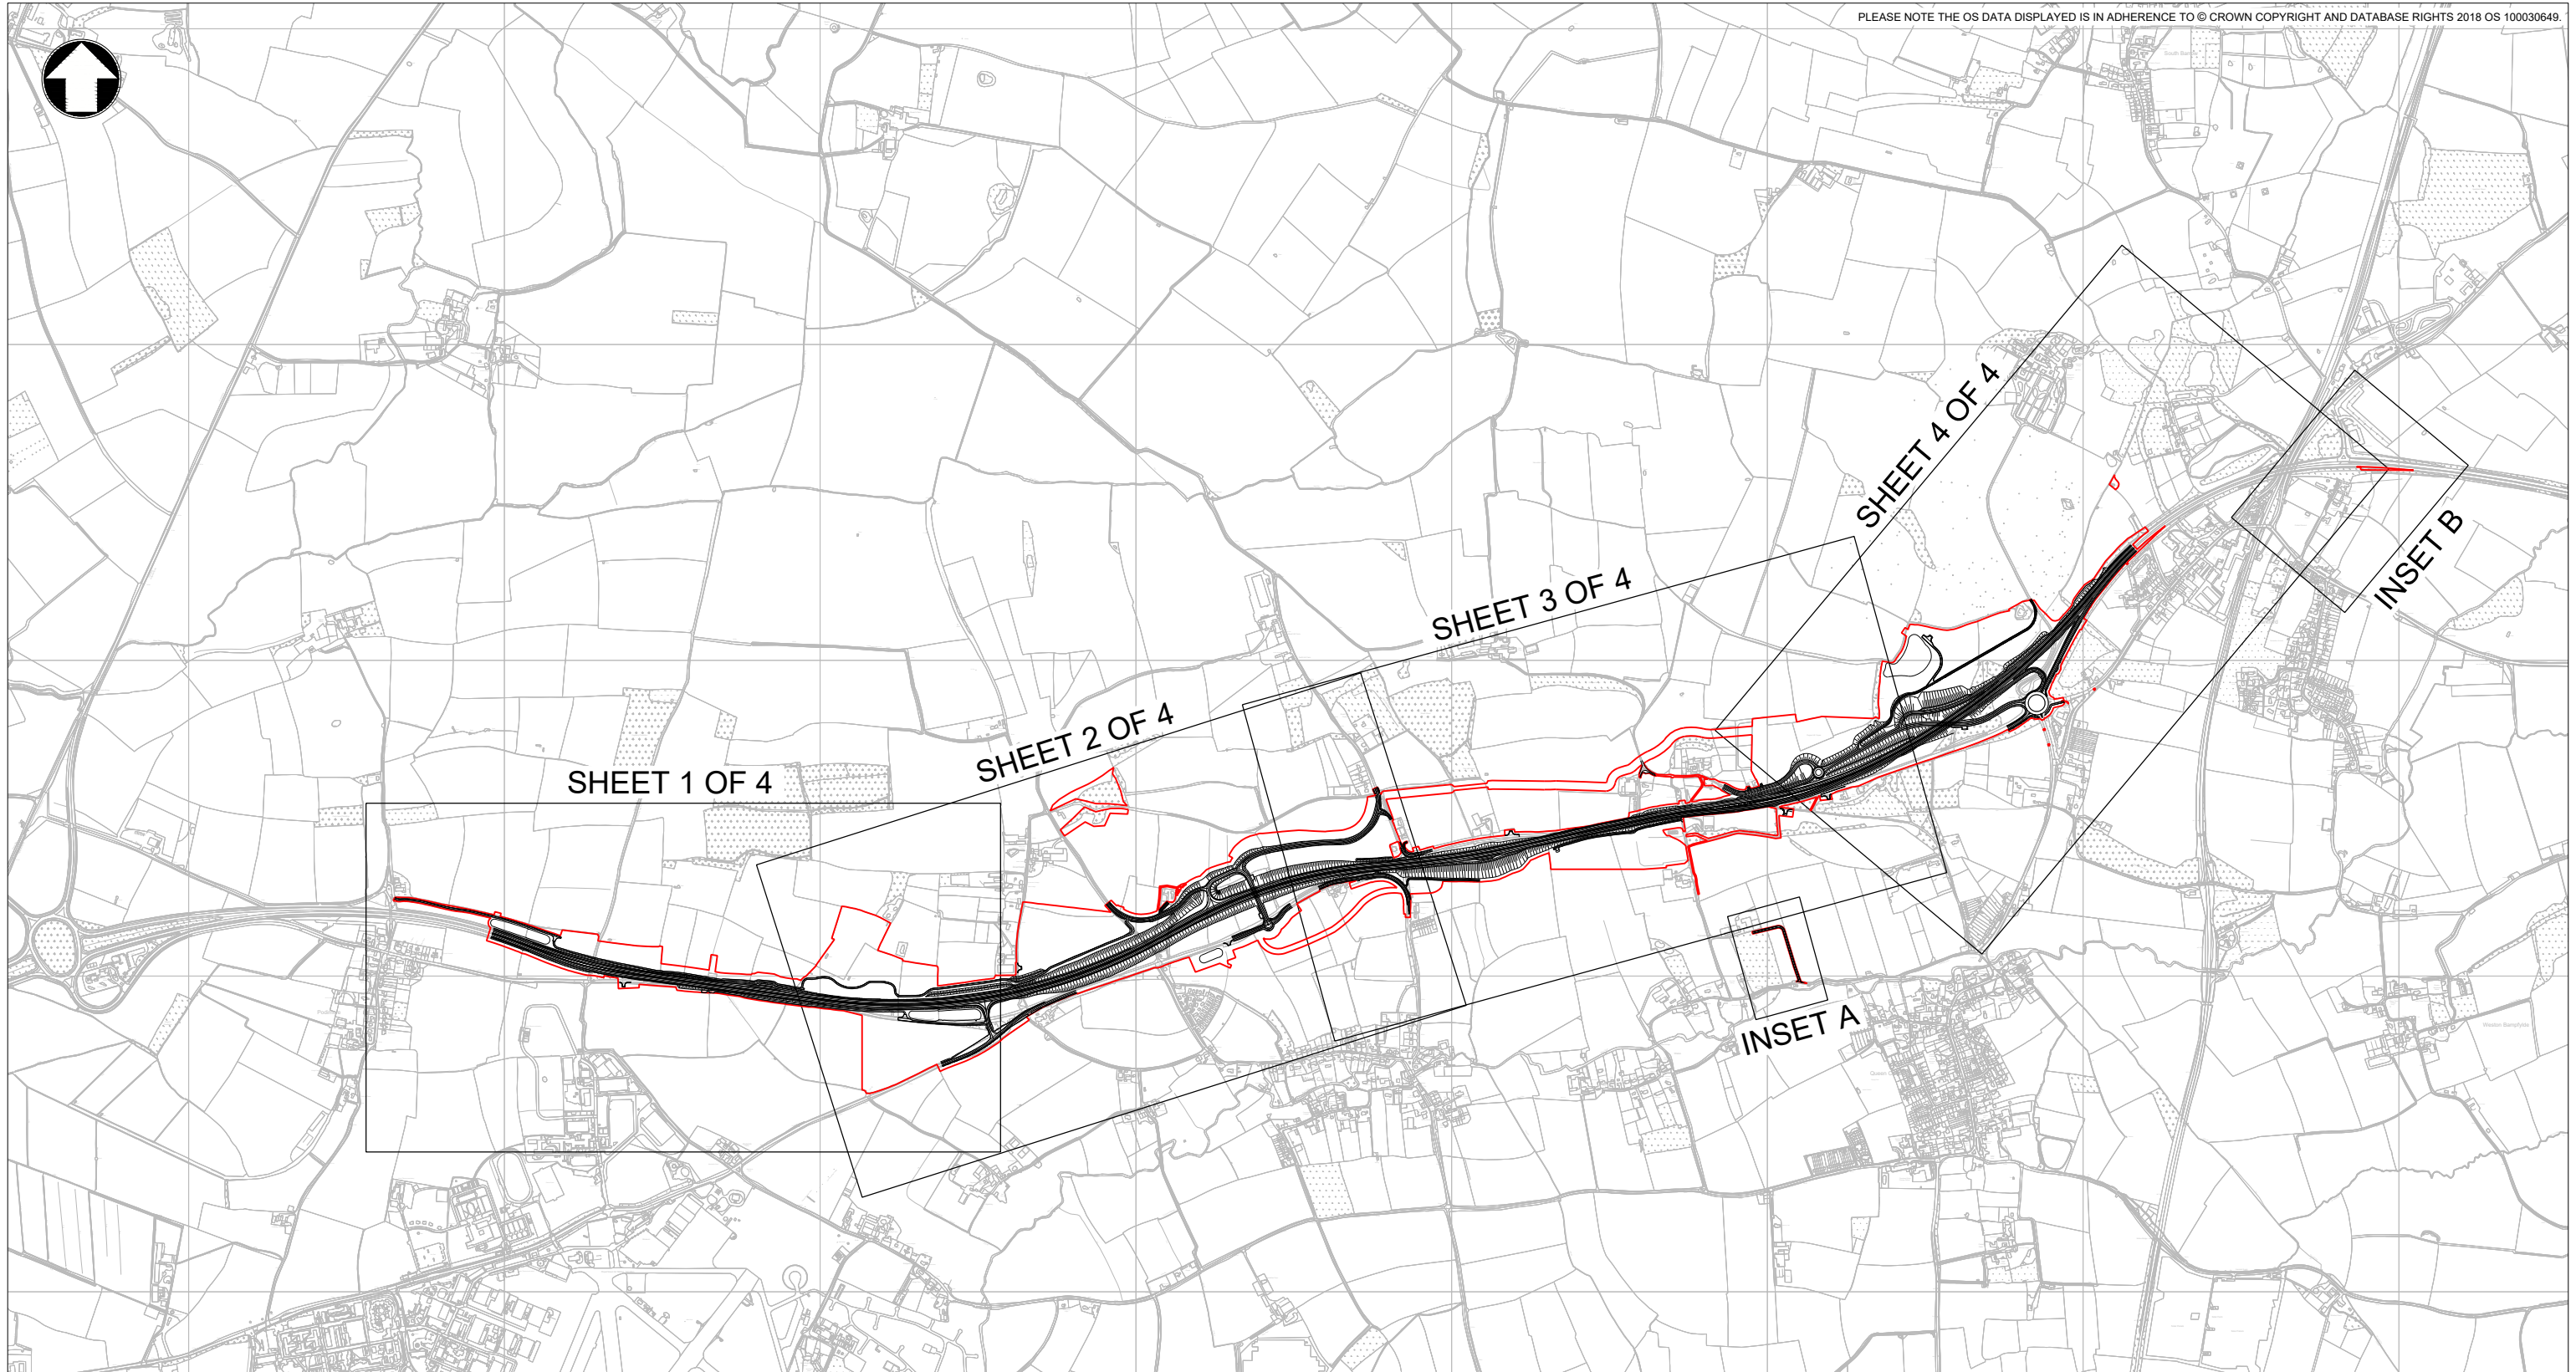 PLEASE NOTE THE OS DATA DISPLAYED IS IN ADHERENCE TO © CROWN COPYRIGHT AND DATABASE RIGHTS 2018 OS 100030649.
SHEET 4 OF 4
INSET B
SHEET 3 OF 4
SHEET 2 OF 4
SHEET 1 OF 4
INSET A